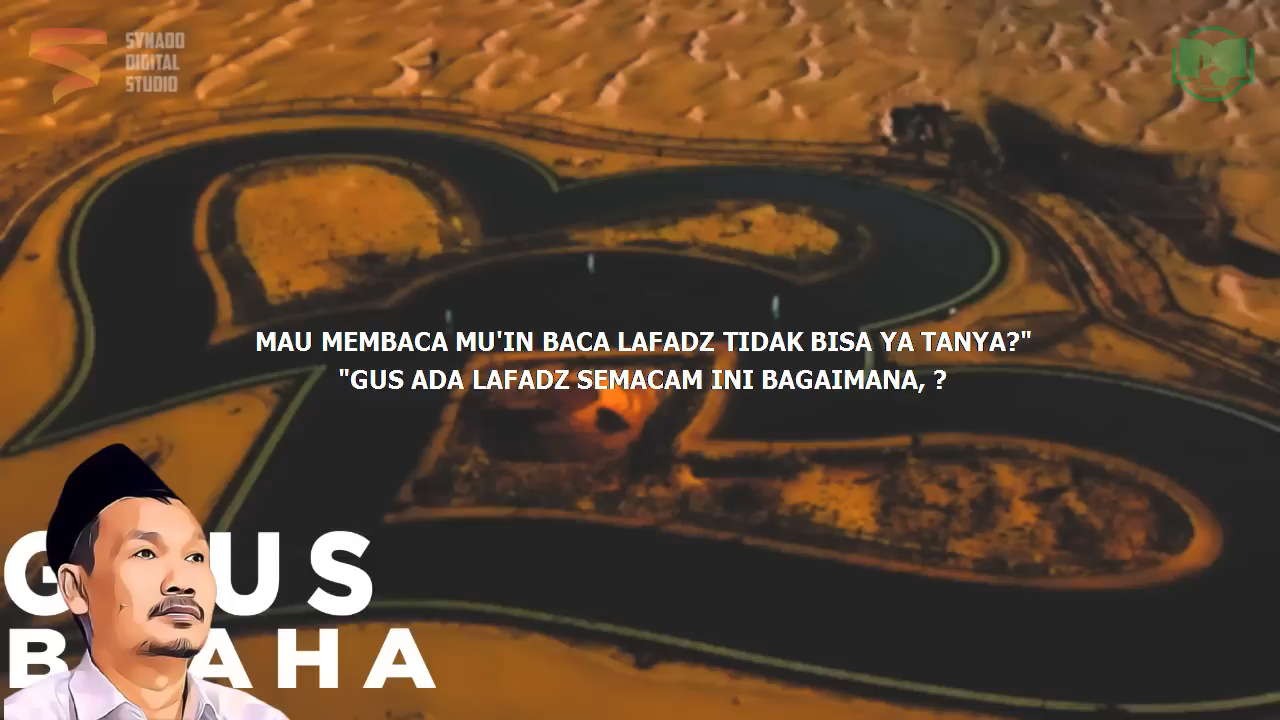 SYNADO
DIGITAL
STUDIO
MAU MEMBACA MU'IN BACA LAFADZ TIDAK BISA YA TANYA?"
"GUS ADA LAFADZ SEMACAM INI BAGAIMANA, ?
GUS
BAHA